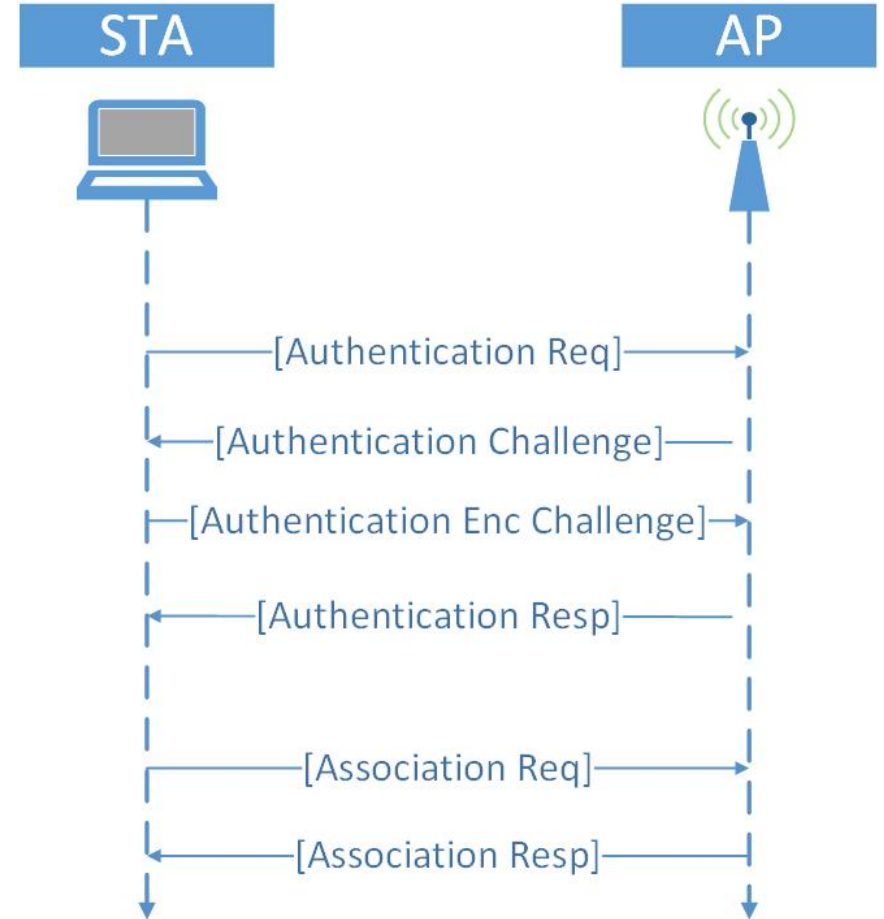 STA
AP
[Authentication Req]
[Authentication Challenge]
[Authentication Enc Challenge]
[Authentication Resp]
[Association Req]
[Association Resp]